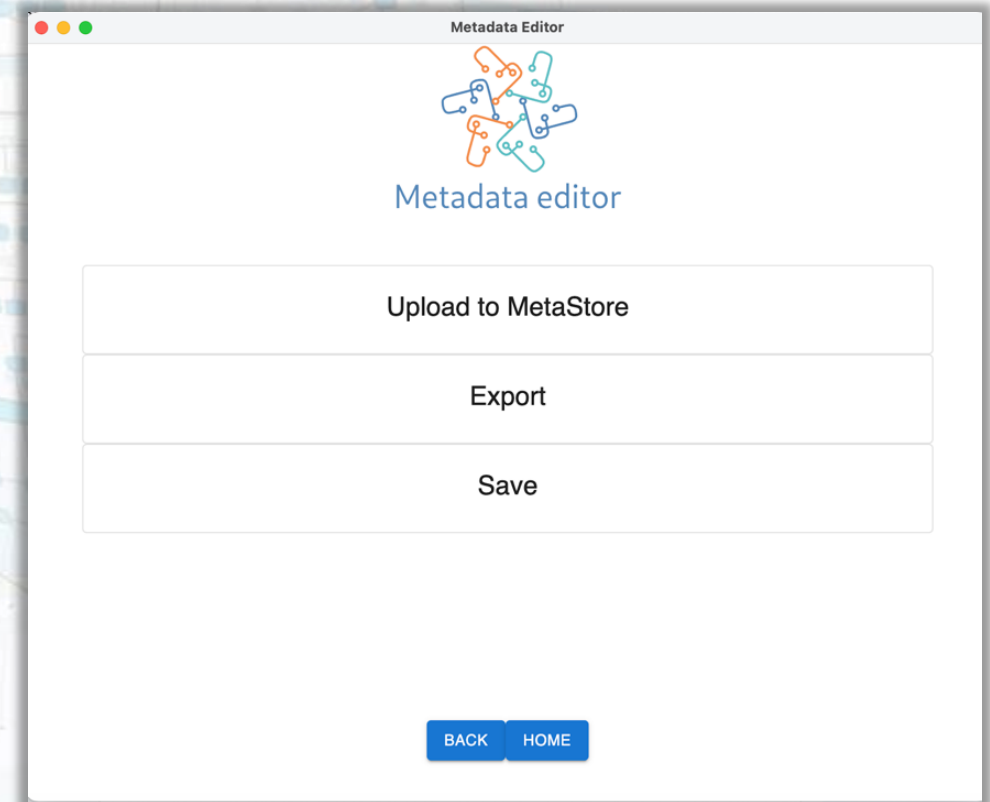 Metadata Editor
Metadata editor
Upload to MetaStore
Export
Save
BACK HOME